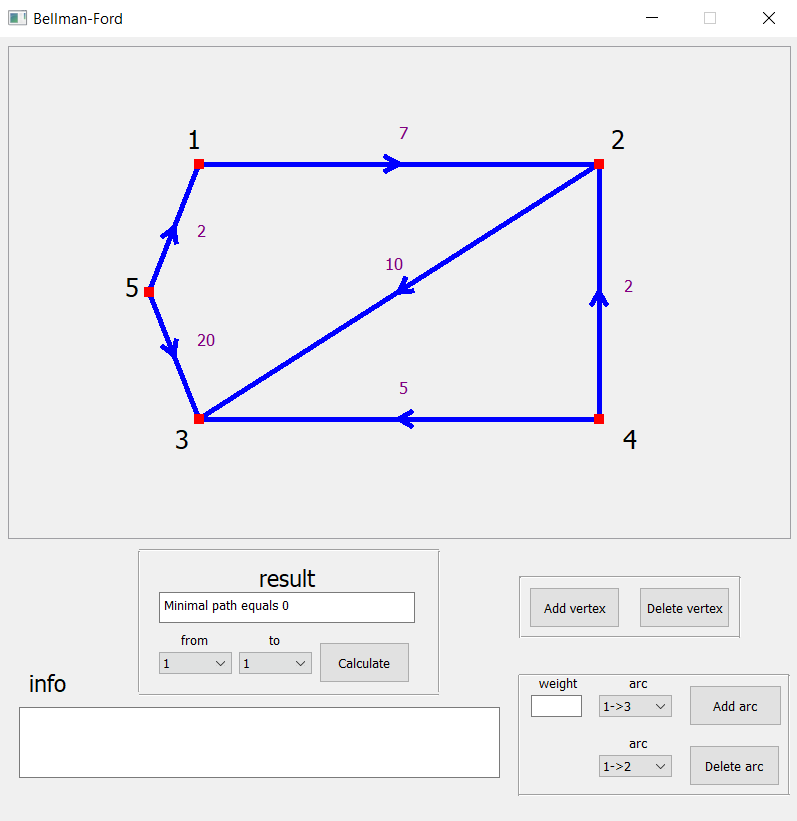 Bellman-Ford
1
7
2
2
10
5
2
20
5
3
4
result
Minimal path equals 0
from to
1 1 Calculate
info
Add vertex Delete vertex
weight arc
1->3 Add arc
arc
1->2 Delete arc